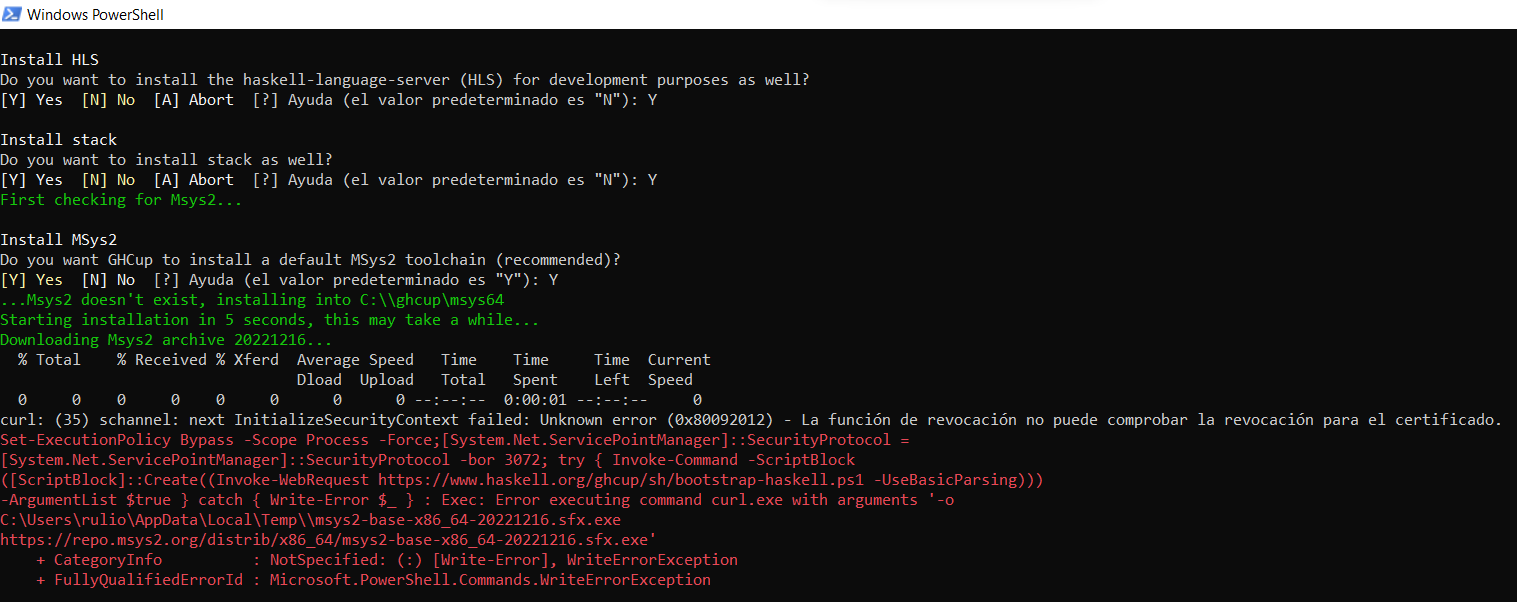 Windows PowerShell
Install HLS
Do you want to install the haskell-language-server (HLS) for development purposes as well?
[Y] Yes  [N] No  [A] Abort  [?] Ayuda (el valor predeterminado es "N"): Y
Install stack
Do you want to install stack as well?
[Y] Yes  [N] No  [A] Abort  [?] Ayuda (el valor predeterminado es "N"): Y
First checking for Msys2...
Install MSys2
Do you want GHCup to install a default MSys2 toolchain (recommended)?
[Y] Yes  [N] No  [?] Ayuda (el valor predeterminado es "Y"): Y
...Msys2 doesn't exist, installing into C:\\ghcup\msys64
Starting installation in 5 seconds, this may take a while...
Downloading Msys2 archive 20221216...
  % Total    % Received % Xferd  Average Speed   Time    Time     Time  Current
                                 Dload  Upload   Total   Spent    Left  Speed
  0     0    0     0    0     0      0      0 --:--:--  0:00:01 --:--:--     0
curl: (35) schannel: next InitializeSecurityContext failed: Unknown error (0x80092012) - La función de revocación no puede comprobar la revocación para el certificado.
Set-ExecutionPolicy Bypass -Scope Process -Force;[System.Net.ServicePointManager]::SecurityProtocol =
[System.Net.ServicePointManager]::SecurityProtocol -bor 3072; try { Invoke-Command -ScriptBlock
([ScriptBlock]::Create((Invoke-WebRequest https://www.haskell.org/ghcup/sh/bootstrap-haskell.ps1 -UseBasicParsing)))
-ArgumentList $true } catch { Write-Error $_ } : Exec: Error executing command curl.exe with arguments '-o
C:\Users\rulio\AppData\Local\Temp\\msys2-base-x86_64-20221216.sfx.exe
https://repo.msys2.org/distrib/x86_64/msys2-base-x86_64-20221216.sfx.exe'
    + CategoryInfo          : NotSpecified: (:) [Write-Error], WriteErrorException
    + FullyQualifiedErrorId : Microsoft.PowerShell.Commands.WriteErrorException